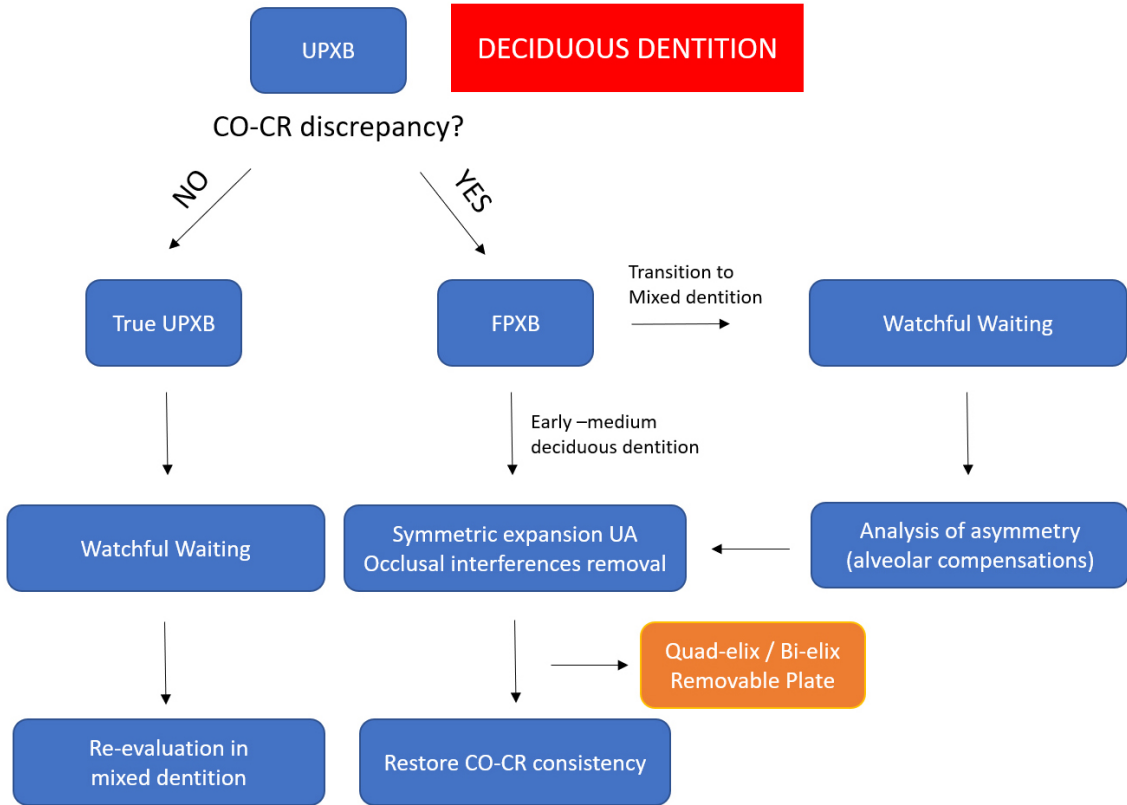 UPXB
DECIDUOUS DENTITION
CO-CR discrepancy?
NO
YES
True UPXB
FPXB
Transition to
Mixed dentition
Watchful Waiting
Early –medium
deciduous dentition
Watchful Waiting
Symmetric expansion UA
Occlusal interferences removal
Analysis of asymmetry
(alveolar compensations)
Quad-elix / Bi-elix
Removable Plate
Re-evaluation in
mixed dentition
Restore CO-CR consistency